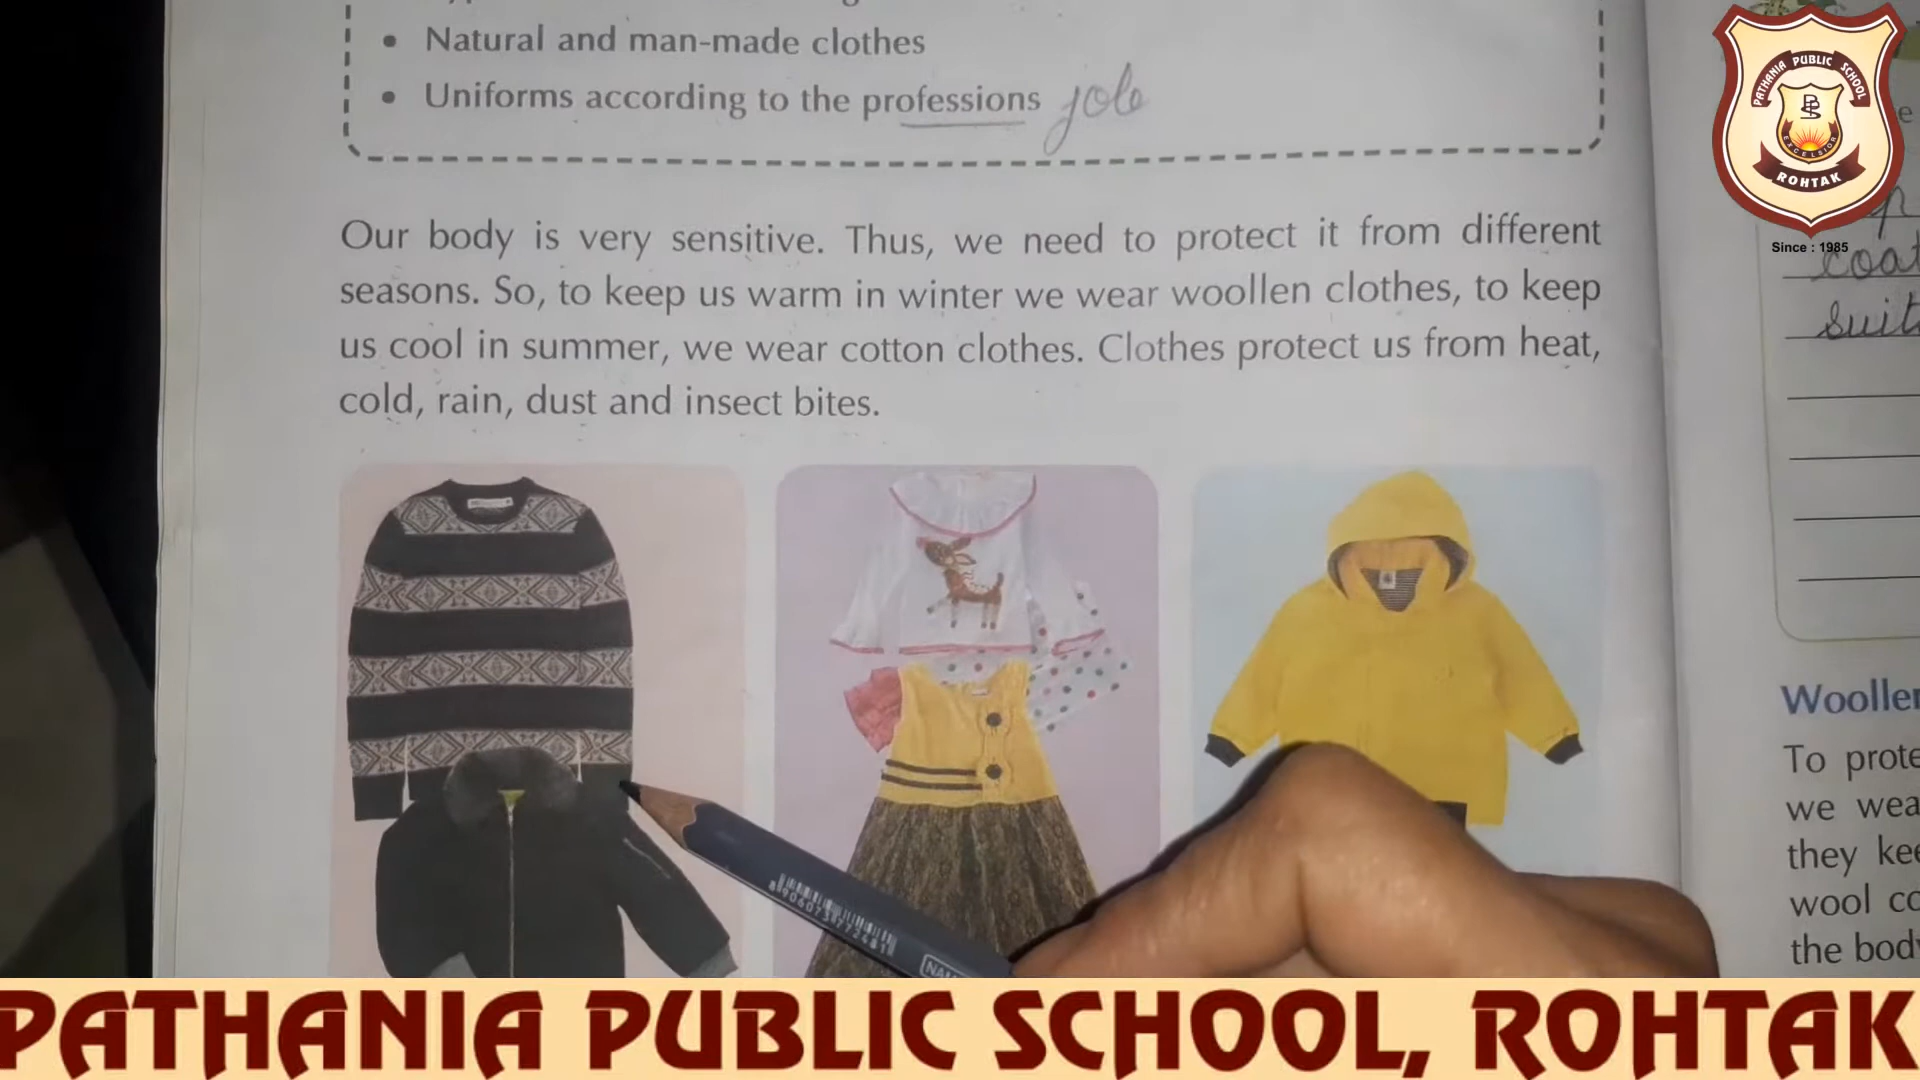 • Natural and man-made clothes
• Uniforms according to the professions job
Our body is very sensitive. Thus, we need to protect it from different
seasons. So, to keep us warm in winter we wear woollen clothes, to keep
us cool in summer, we wear cotton clothes. Clothes protect us from heat,
cold, rain, dust and insect bites.
8906073772481
coat
suit
Woollen
To prote
we wea
they kee
wool co
the body
PATHANIA PUBLIC SCHOOL
EXCELSIOR
ROHTAK
Since : 1985
PATHANIA PUBLIC SCHOOL, ROHTAK